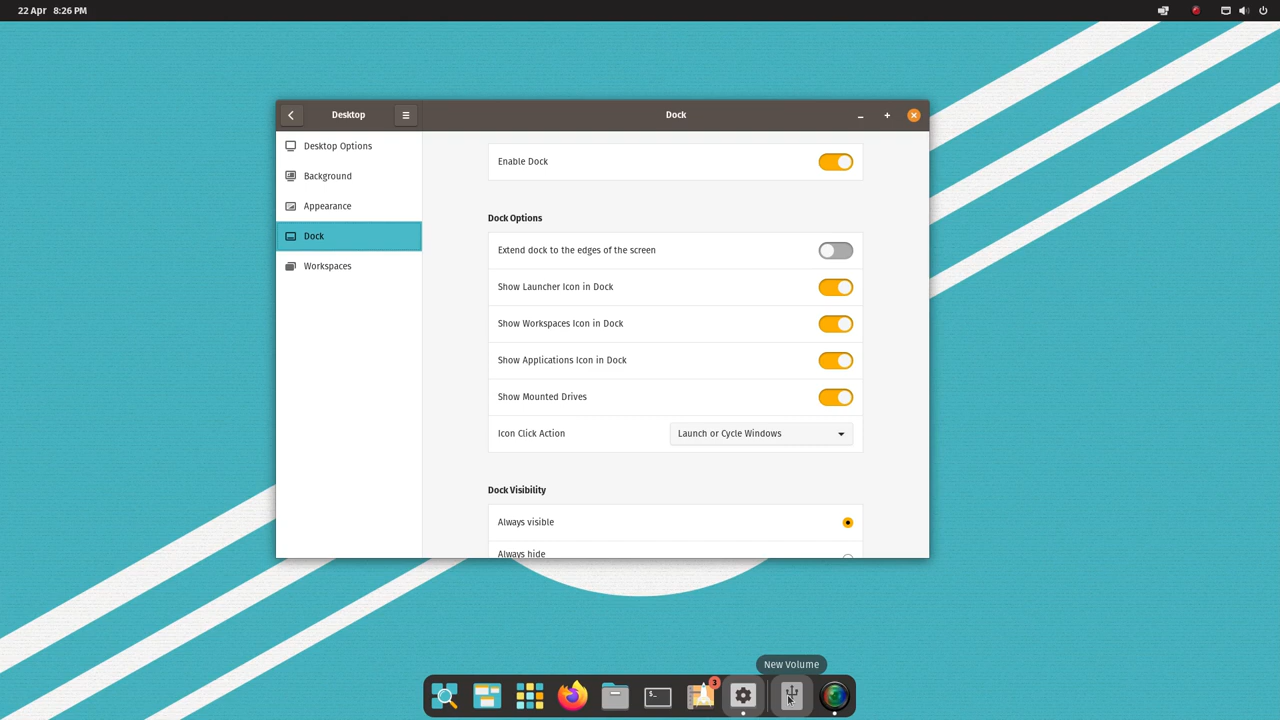 22 Apr 8:26 PM
Desktop
Dock
Desktop Options
Background
Appearance
Dock
Workspaces
Enable Dock
Dock Options
Extend dock to the edges of the screen
Show Launcher Icon in Dock
Show Workspaces Icon in Dock
Show Applications Icon in Dock
Show Mounted Drives
Icon Click Action
Launch or Cycle Windows
Dock Visibility
Always visible
Always hide
New Volume
$_
3